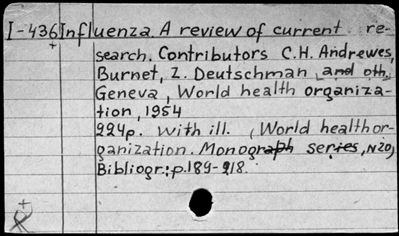 I-436 Influenza. A review of current re-
search. Contributors C.H. Andrewes,
Burnet, Z. Deutschman and oth.
Geneva, World health organiza-
tion, 1954
224p. with ill. (World health or-
ganization. Monograph series, N20)
Bibliogr.: p.189-218.